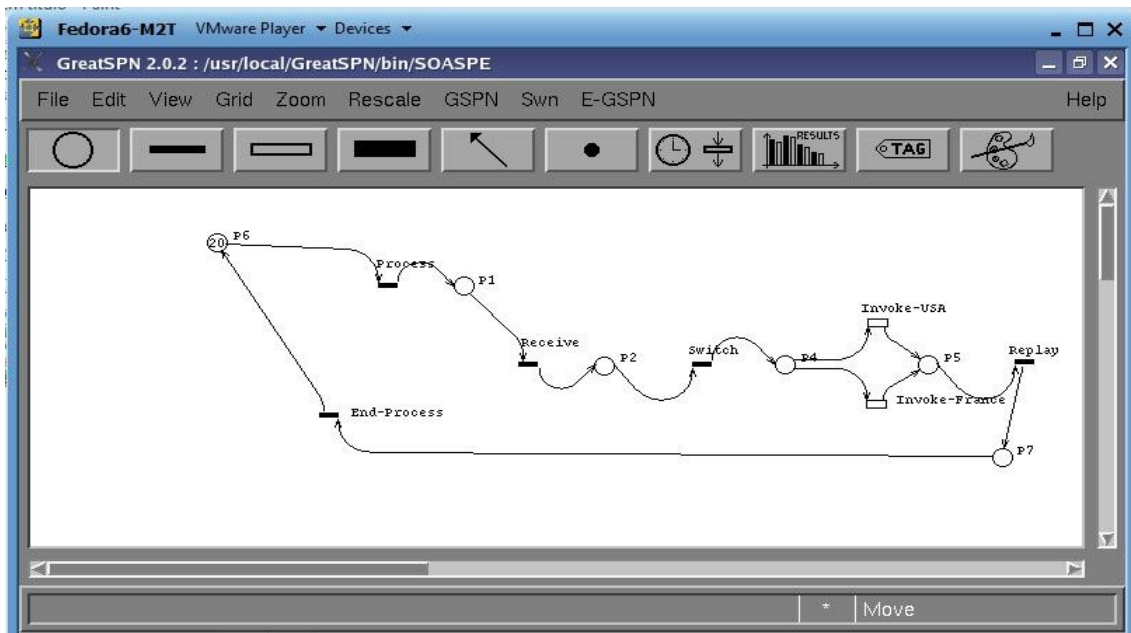 Fedora6-M2T VMware Player Devices
GreatSPN 2.0.2 : /usr/local/GreatSPN/bin/SOASPE
File Edit View Grid Zoom Rescale GSPN Swn E-GSPN Help
RESULTS TAG
20 P6
Process
P1
Invoke-USA
Receive P2 Switch P4 P5 Replay
Invoke-France
End-Process
P7
* Move